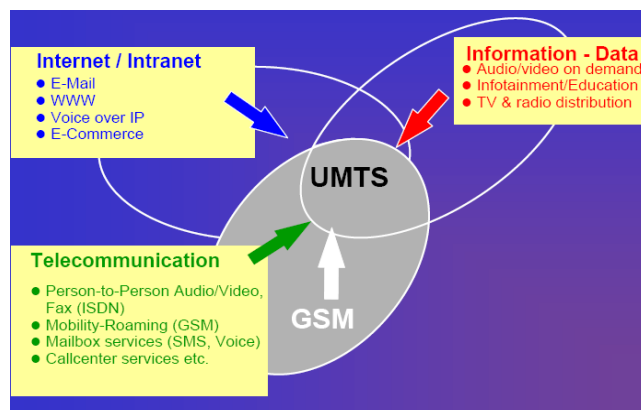 Internet / Intranet
● E-Mail
● WWW
● Voice over IP
● E-Commerce
Information - Data
● Audio/video on demand
● Infotainment/Education
● TV & radio distribution
UMTS
GSM
Telecommunication
● Person-to-Person Audio/Video,
Fax (ISDN)
● Mobility-Roaming (GSM)
● Mailbox services (SMS, Voice)
● Callcenter services etc.